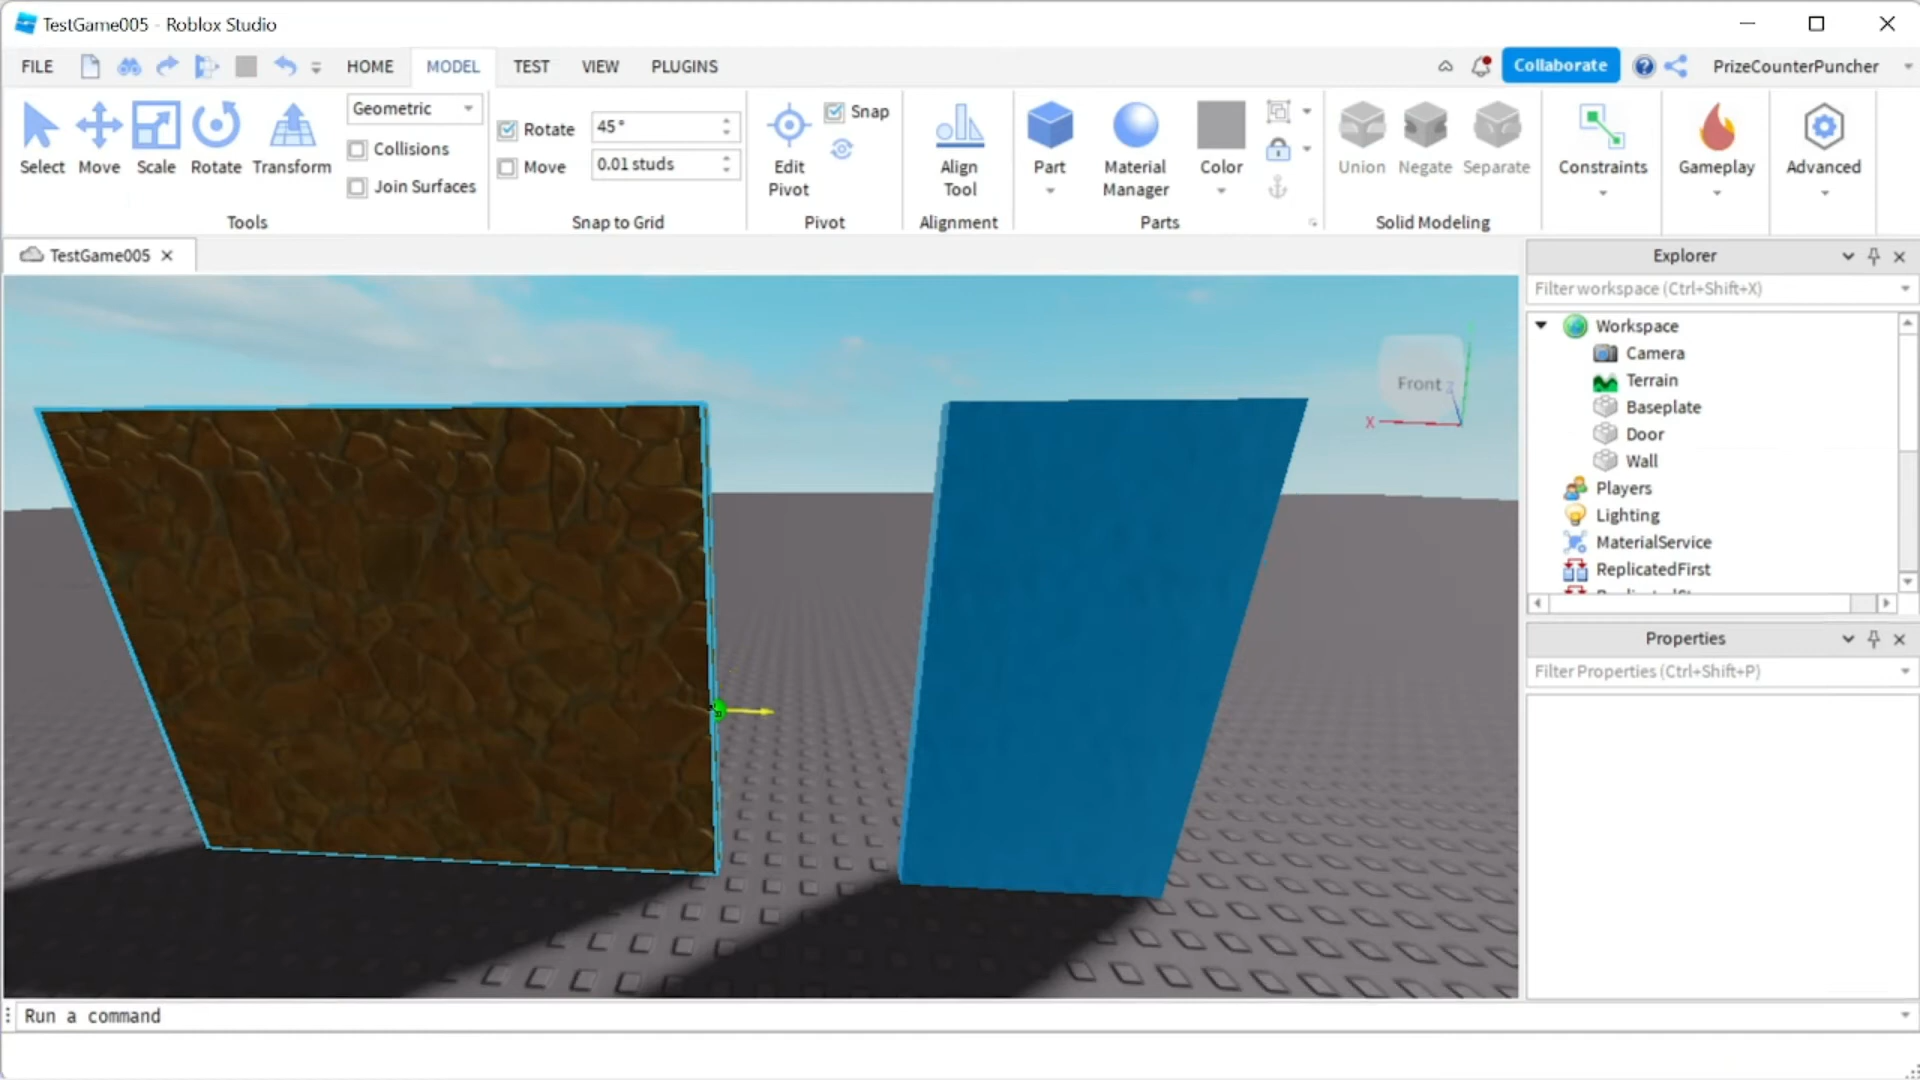 TestGame005 - Roblox Studio
FILE HOME MODEL TEST VIEW PLUGINS Collaborate PrizeCounterPuncher
Select Move Scale Rotate Transform
Geometric
Collisions
Join Surfaces
Tools
Rotate 45°
Move 0.01 studs
Snap to Grid
Edit Pivot
Snap
Pivot
Align Tool
Alignment
Part
Material Manager
Color
Parts
Union Negate Separate
Solid Modeling
Constraints
Gameplay
Advanced
TestGame005
Front
X
Z
Explorer
Filter workspace (Ctrl+Shift+X)
Workspace
Camera
Terrain
Baseplate
Door
Wall
Players
Lighting
MaterialService
ReplicatedFirst
Properties
Filter Properties (Ctrl+Shift+P)
Run a command